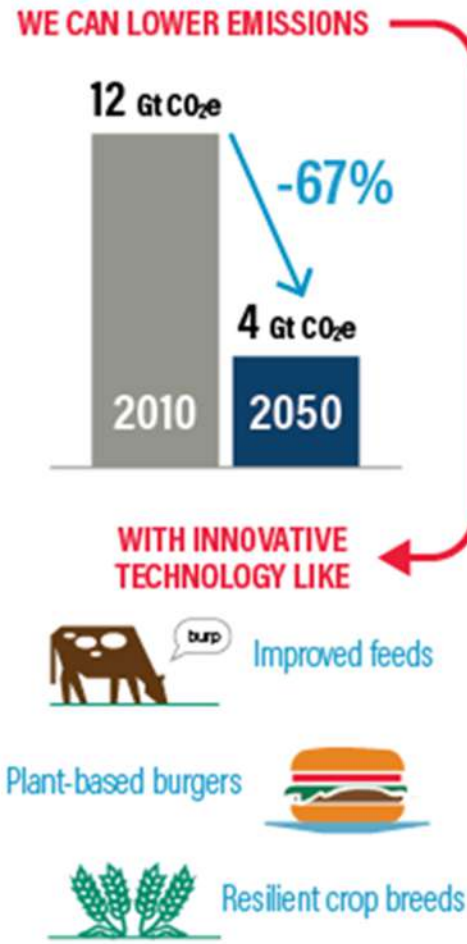 WE CAN LOWER EMISSIONS
12 Gt CO₂e
-67%
4 Gt CO₂e
2010
2050
WITH INNOVATIVE
TECHNOLOGY LIKE
burp
Improved feeds
Plant-based burgers
Resilient crop breeds